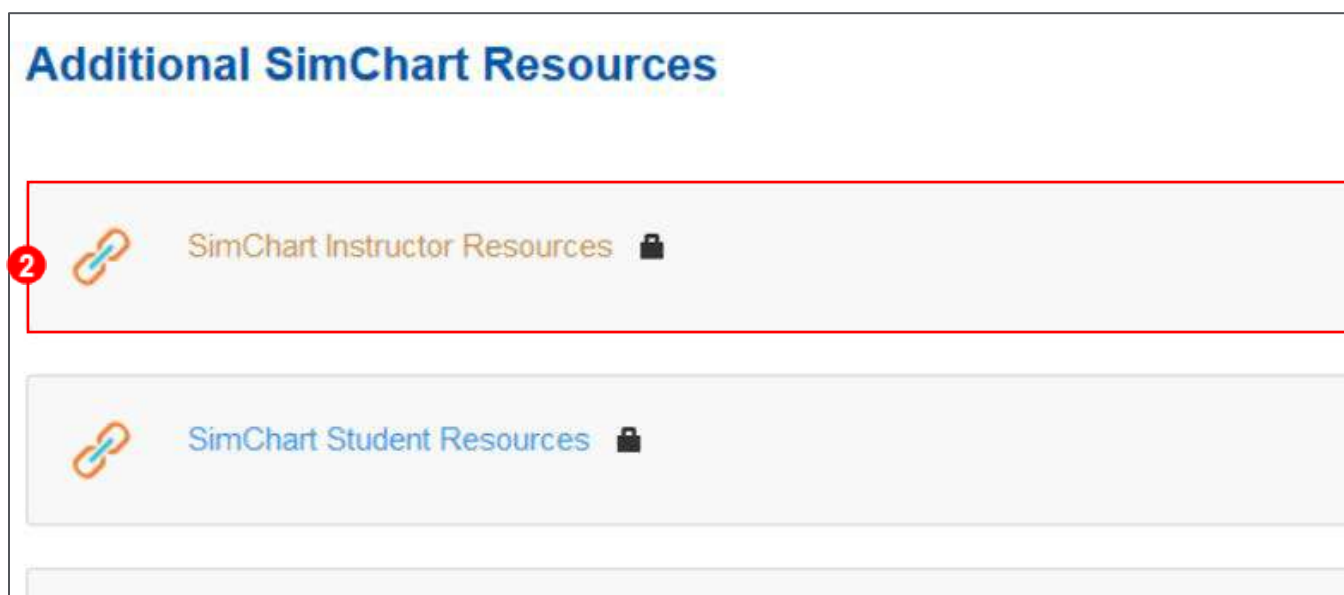 Additional SimChart Resources
2
SimChart Instructor Resources
SimChart Student Resources